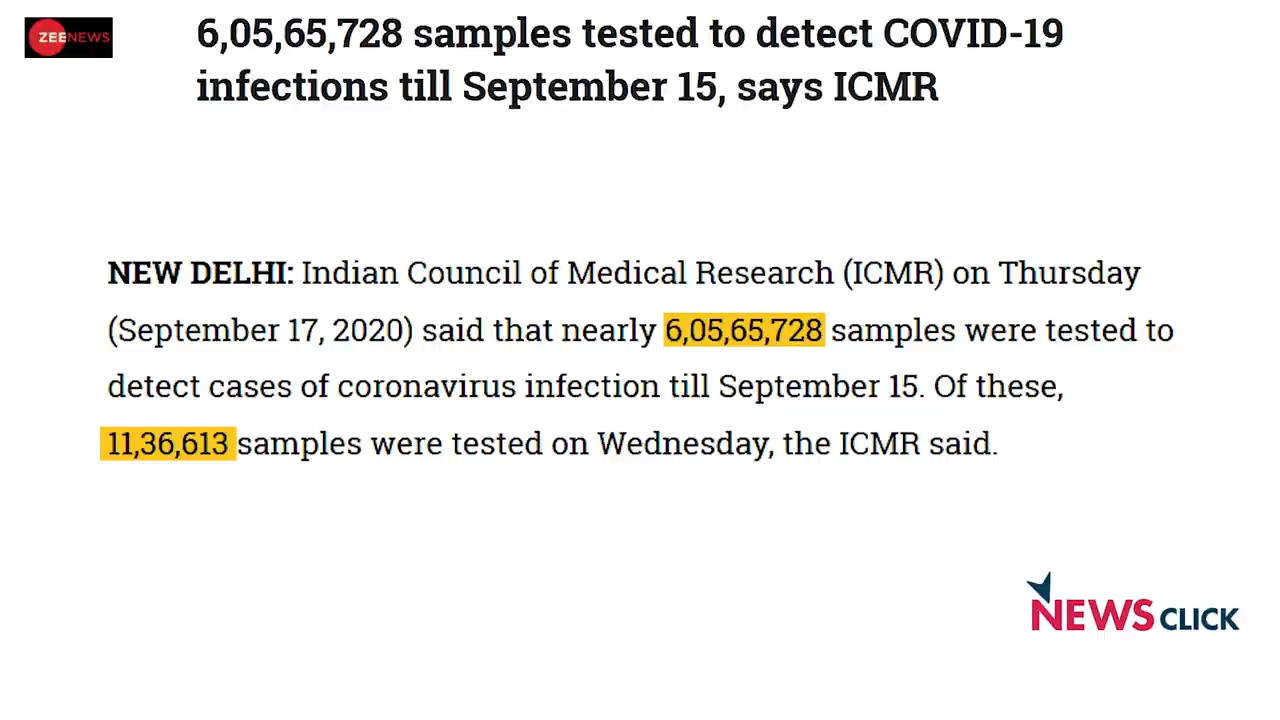 ZEENEWS
6,05,65,728 samples tested to detect COVID-19
infections till September 15, says ICMR
NEW DELHI: Indian Council of Medical Research (ICMR) on Thursday
(September 17, 2020) said that nearly 6,05,65,728 samples were tested to
detect cases of coronavirus infection till September 15. Of these,
11,36,613 samples were tested on Wednesday, the ICMR said.
NEWS CLICK